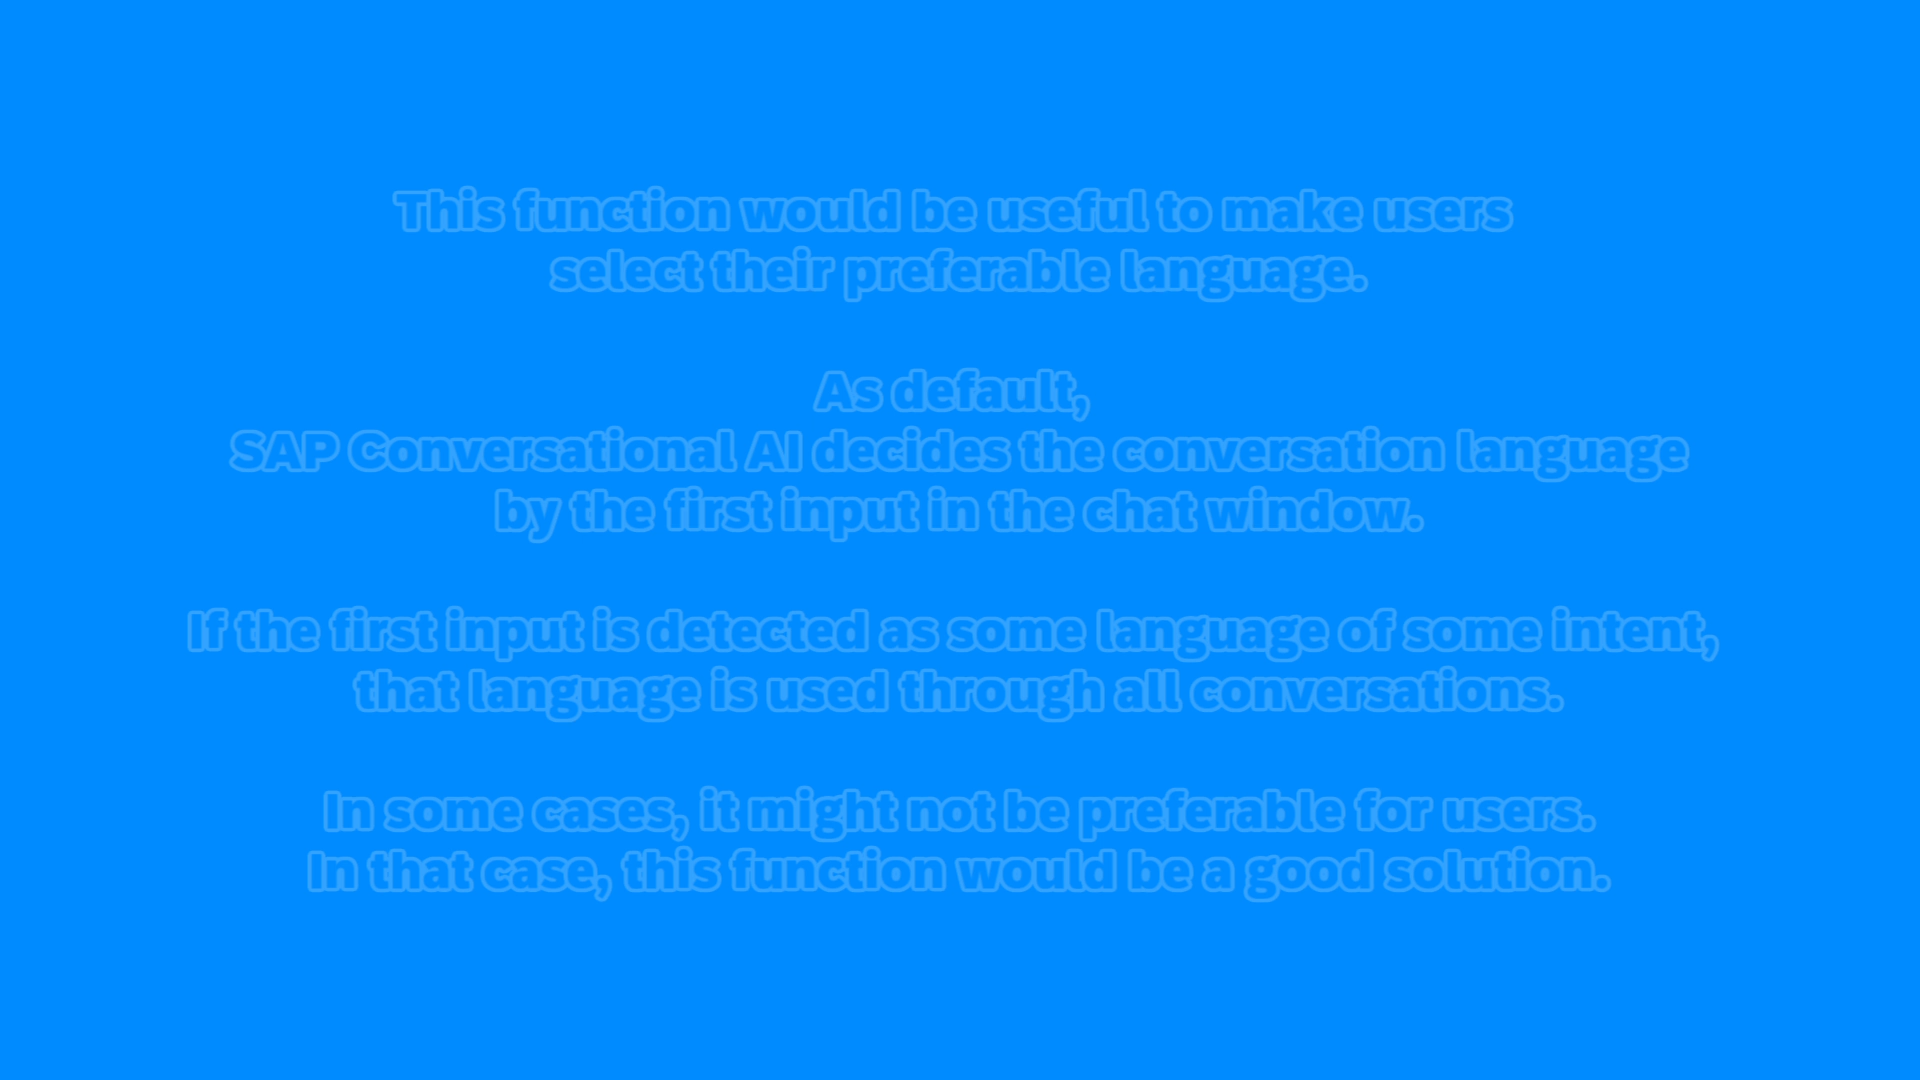 This function would be useful to make users
select their preferable language.
As default,
SAP Conversational AI decides the conversation language
by the first input in the chat window.
If the first input is detected as some language of some intent,
that language is used through all conversations.
In some cases, it might not be preferable for users.
In that case, this function would be a good solution.